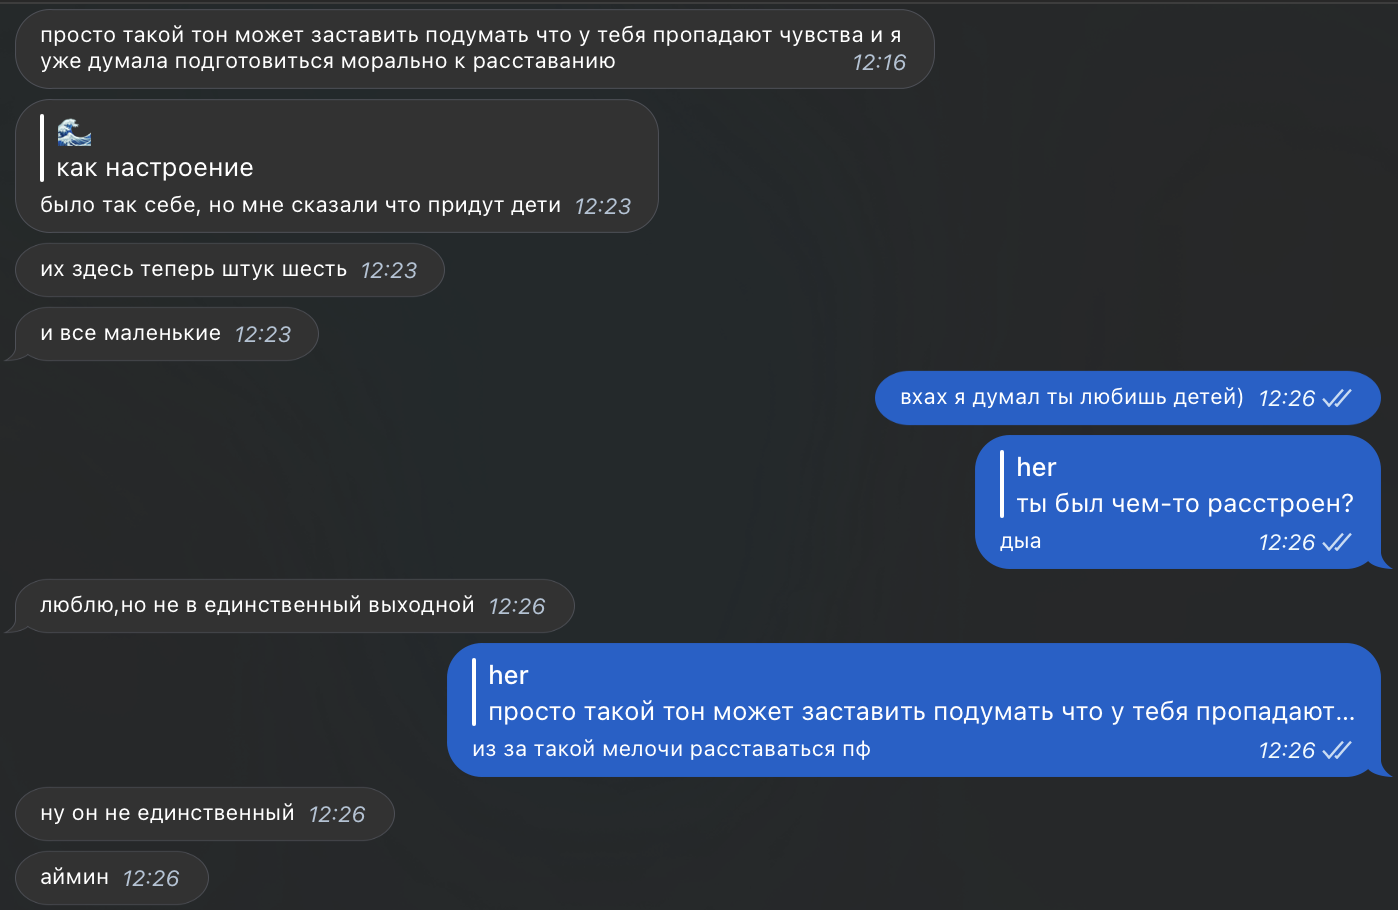 просто такой тон может заставить подумать что у тебя пропадают чувства и я
уже думала подготовиться морально к расставанию 12:16
🌊
как настроение
было так себе, но мне сказали что придут дети 12:23
их здесь теперь штук шесть 12:23
и все маленькие 12:23
вхах я думал ты любишь детей) 12:26
her
ты был чем-то расстроен?
дыа 12:26
люблю,но не в единственный выходной 12:26
her
просто такой тон может заставить подумать что у тебя пропадают...
из за такой мелочи расставаться пф 12:26
ну он не единственный 12:26
аймин 12:26